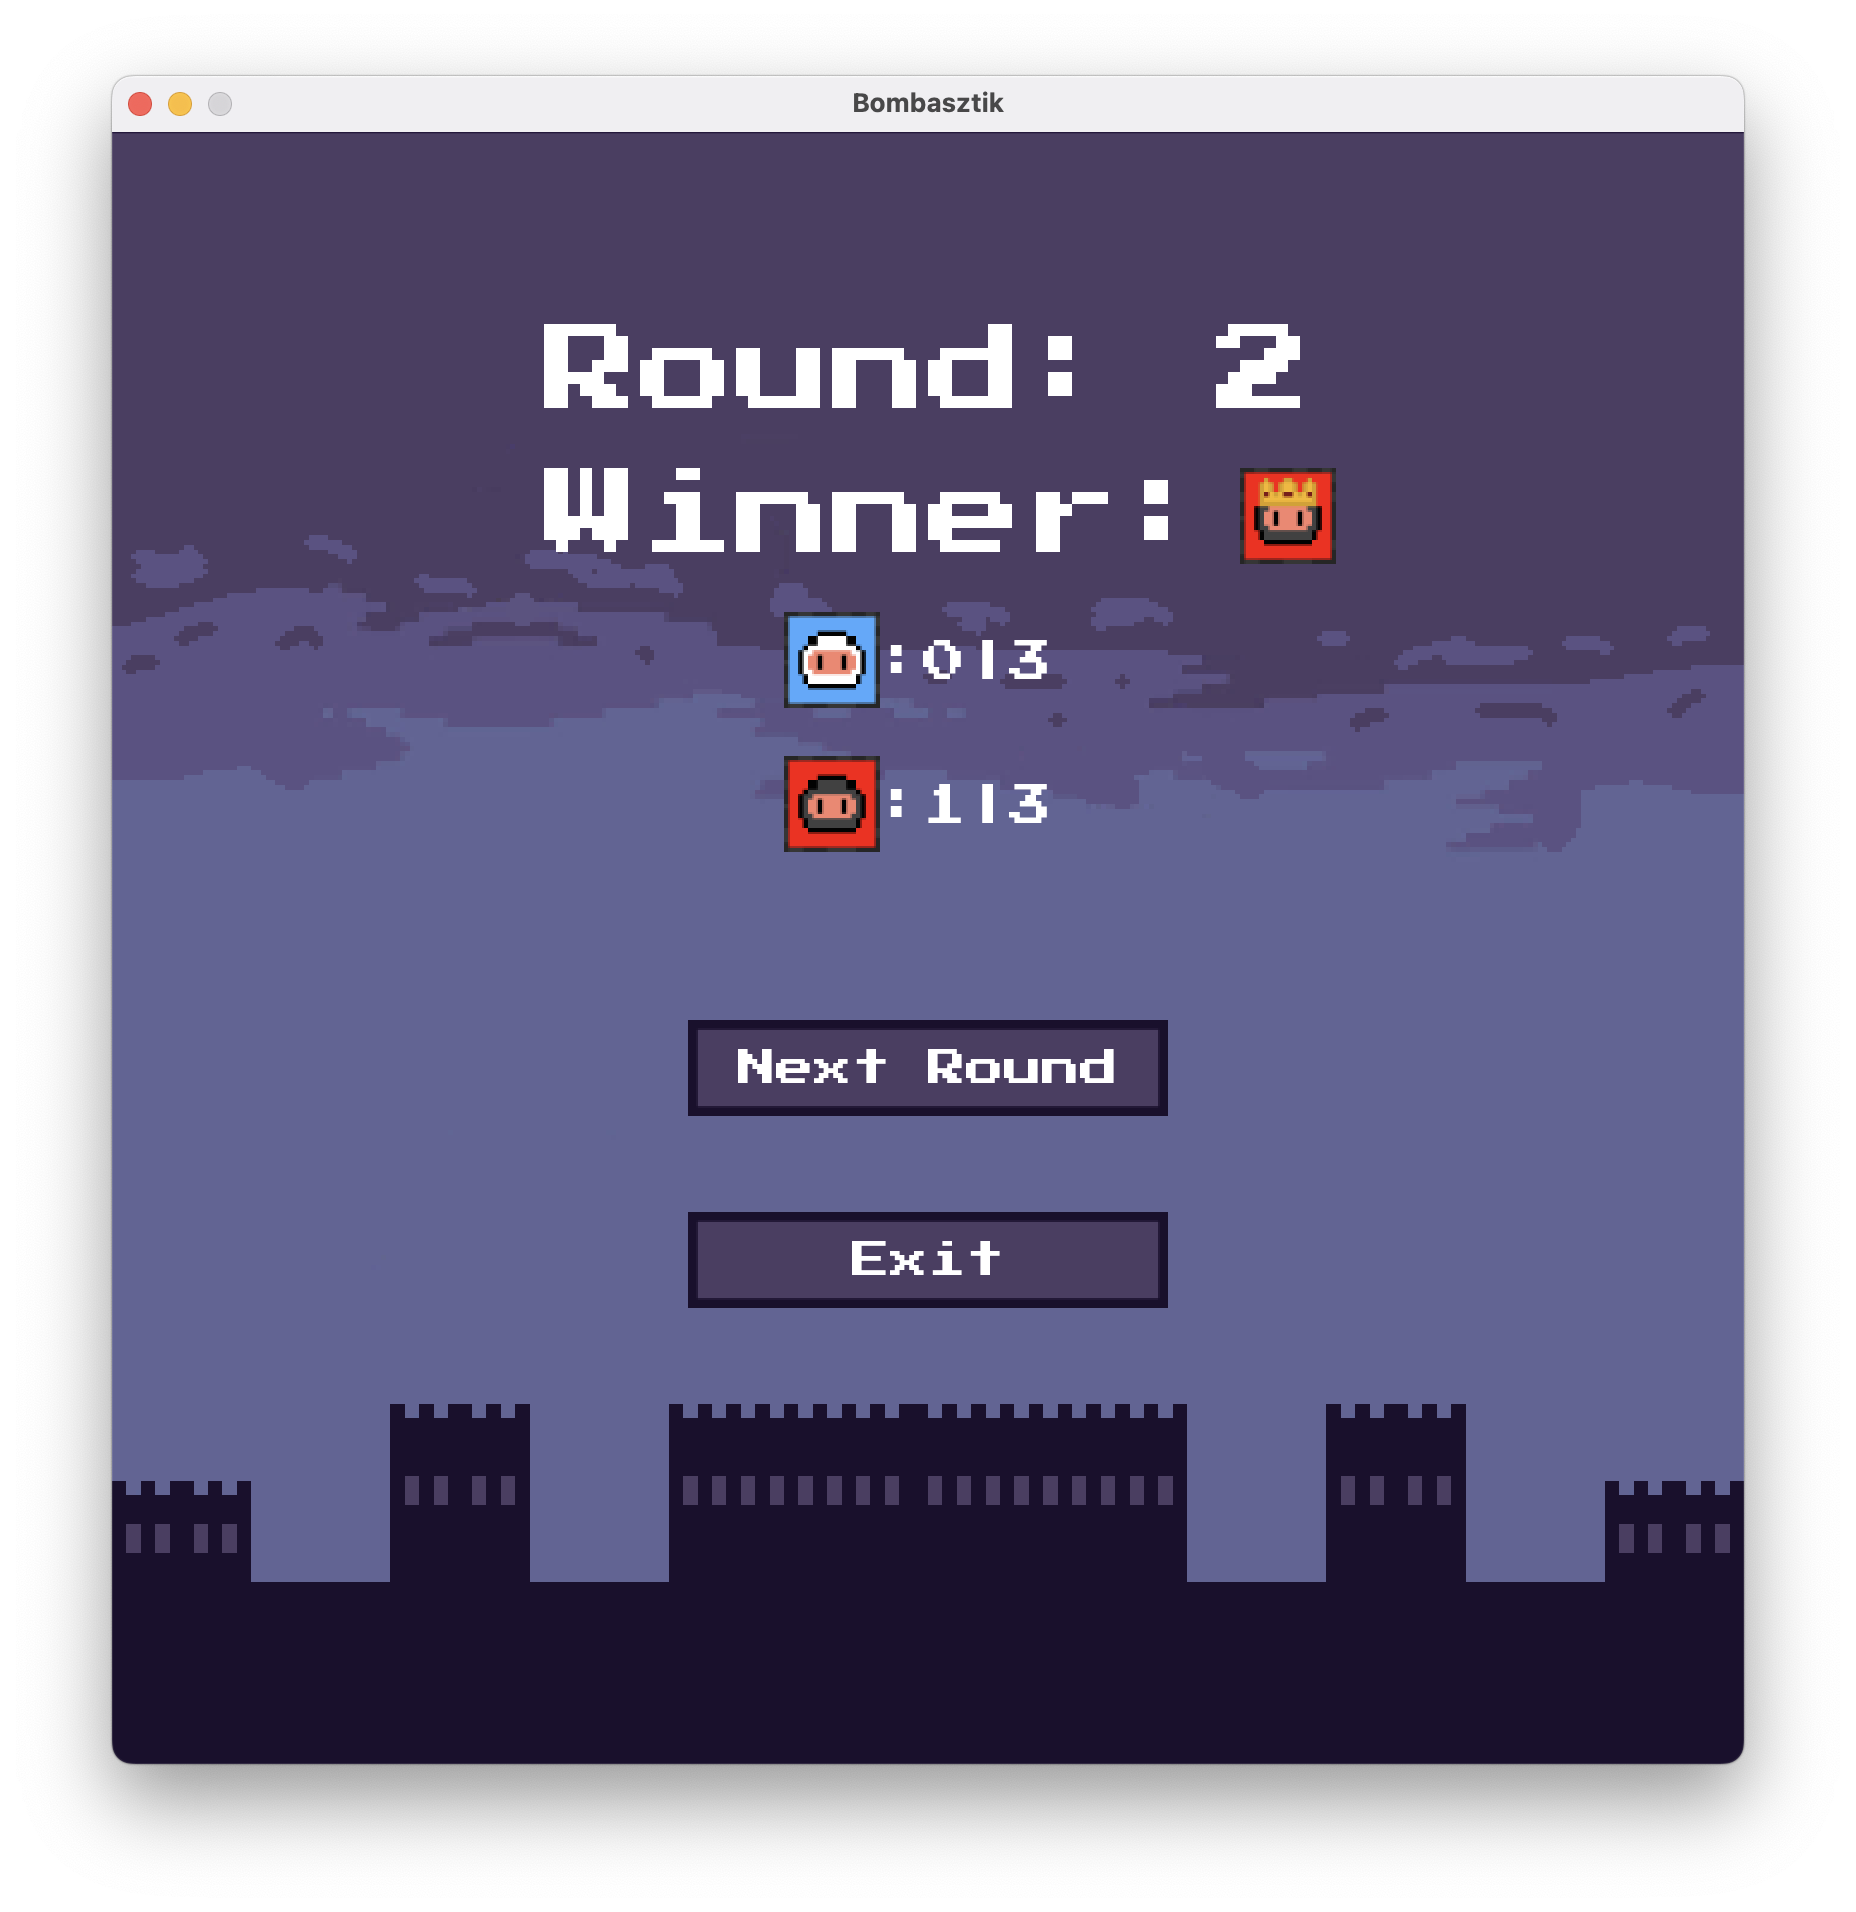 Bombasztik
Round: 2
Winner:
:0|3
:1|3
Next Round
Exit